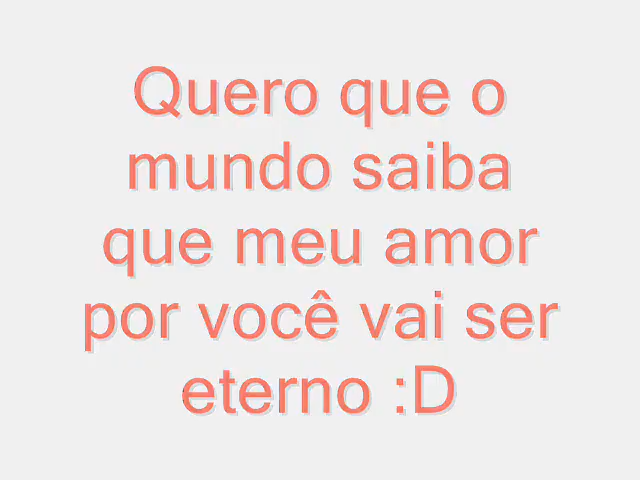 Quero que o
mundo saiba
que meu amor
por você vai ser
eterno :D